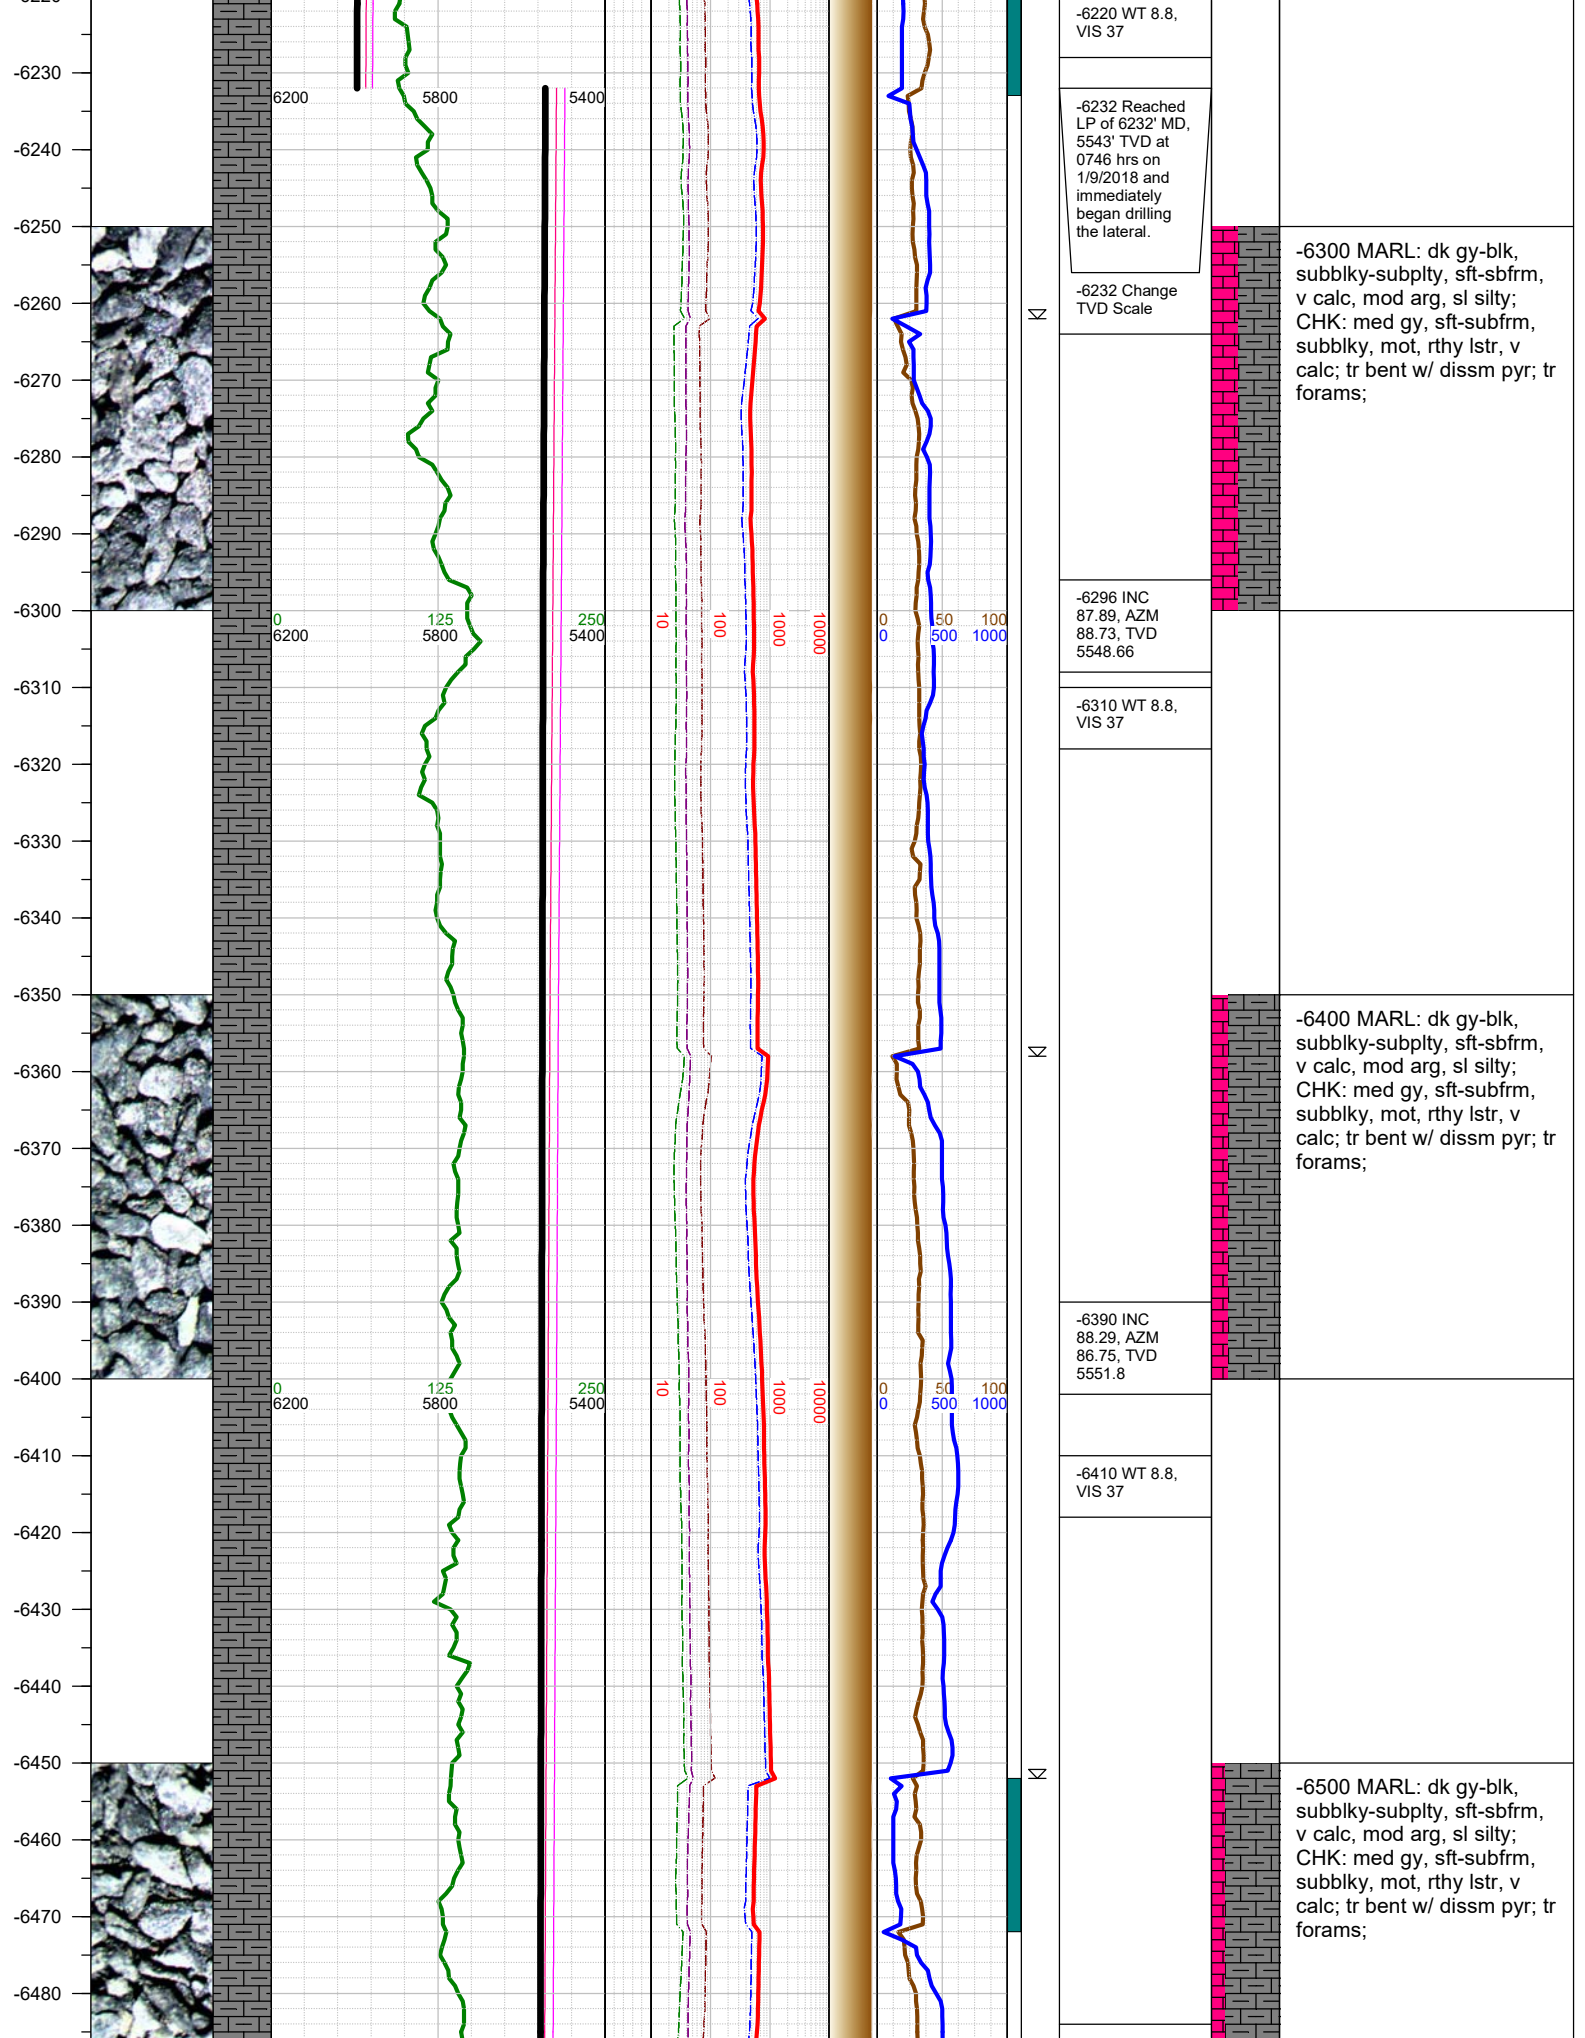 -6220 WT 8.8,
VIS 37
-6230
6200 5800 5400
-6232 Reached
LP of 6232' MD,
5543' TVD at
0746 hrs on
1/9/2018 and
immediately
began drilling
the lateral.
-6240
-6250
-6300 MARL: dk gy-blk,
subblky-subplty, sft-sbfrm,
v calc, mod arg, sl silty;
CHK: med gy, sft-subfrm,
subblky, mot, rthy lstr, v
calc; tr bent w/ dissm pyr; tr
forams;
-6260
-6232 Change
TVD Scale
-6270
-6280
-6290
-6300
0 125 250
6200 5800 5400
10 100 1000 10000
0 50 100
0 500 1000
-6296 INC
87.89, AZM
88.73, TVD
5548.66
-6310
-6310 WT 8.8,
VIS 37
-6320
-6330
-6340
-6350
-6400 MARL: dk gy-blk,
subblky-subplty, sft-sbfrm,
v calc, mod arg, sl silty;
CHK: med gy, sft-subfrm,
subblky, mot, rthy lstr, v
calc; tr bent w/ dissm pyr; tr
forams;
-6360
-6370
-6380
-6390
-6390 INC
88.29, AZM
86.75, TVD
5551.8
-6400
0 125 250
6200 5800 5400
10 100 1000 10000
0 50 100
0 500 1000
-6410
-6410 WT 8.8,
VIS 37
-6420
-6430
-6440
-6450
-6500 MARL: dk gy-blk,
subblky-subplty, sft-sbfrm,
v calc, mod arg, sl silty;
CHK: med gy, sft-subfrm,
subblky, mot, rthy lstr, v
calc; tr bent w/ dissm pyr; tr
forams;
-6460
-6470
-6480